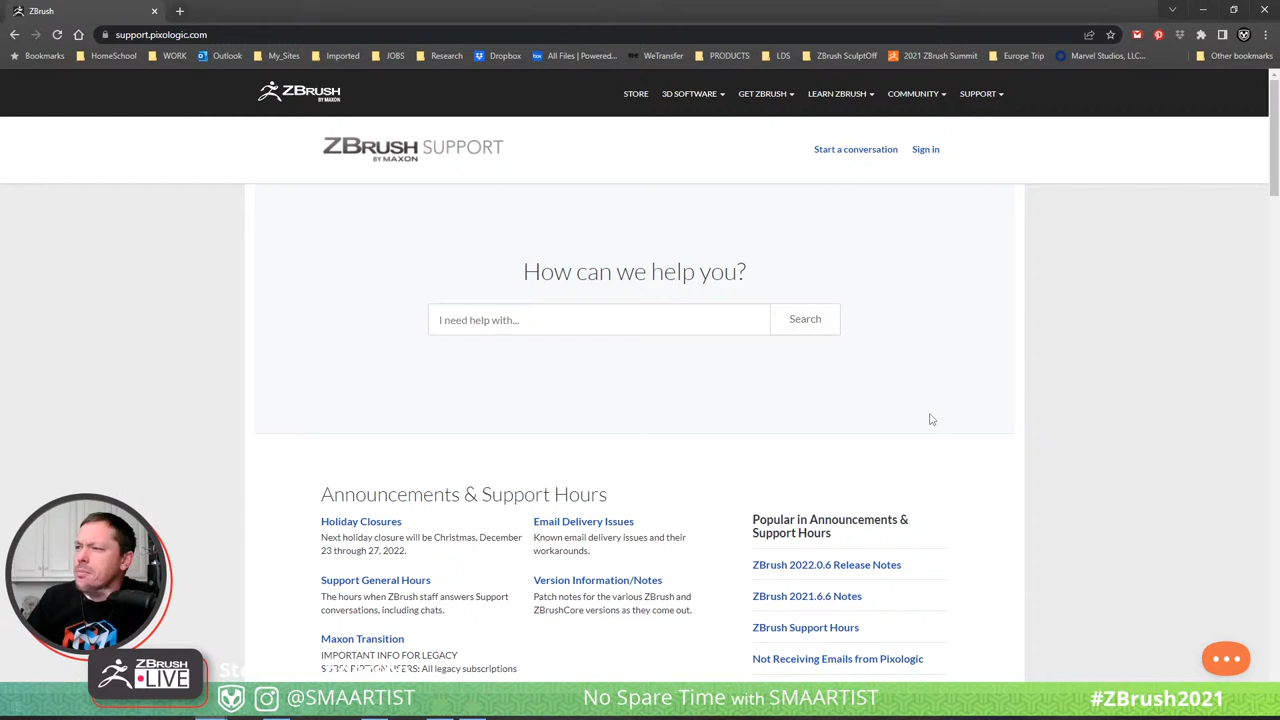 ZBrush
support.pixologic.com
Bookmarks HomeSchool WORK Outlook My_Sites Imported JOBS Research Dropbox All Files | Powered... WeTransfer PRODUCTS LDS ZBrush SculptOff 2021 ZBrush Summit Europe Trip Marvel Studios, LLC... Other bookmarks
ZBRUSH BY MAXON
STORE 3D SOFTWARE GET ZBRUSH LEARN ZBRUSH COMMUNITY SUPPORT
ZBRUSH SUPPORT
BY MAXON
Start a conversation Sign in
How can we help you?
I need help with...
Search
Announcements & Support Hours
Holiday Closures
Next holiday closure will be Christmas, December
23 through 27, 2022.
Email Delivery Issues
Known email delivery issues and their
workarounds.
Support General Hours
The hours when ZBrush staff answers Support
conversations, including chats.
Version Information/Notes
Patch notes for the various ZBrush and
ZBrushCore versions as they come out.
Maxon Transition
IMPORTANT INFO FOR LEGACY
SUBSCRIPTION USERS: All legacy subscriptions
Popular in Announcements &
Support Hours
ZBrush 2022.0.6 Release Notes
ZBrush 2021.6.6 Notes
ZBrush Support Hours
Not Receiving Emails from Pixologic
ZBRUSH
LIVE
@SMAARTIST
No Spare Time with SMAARTIST
#ZBrush2021